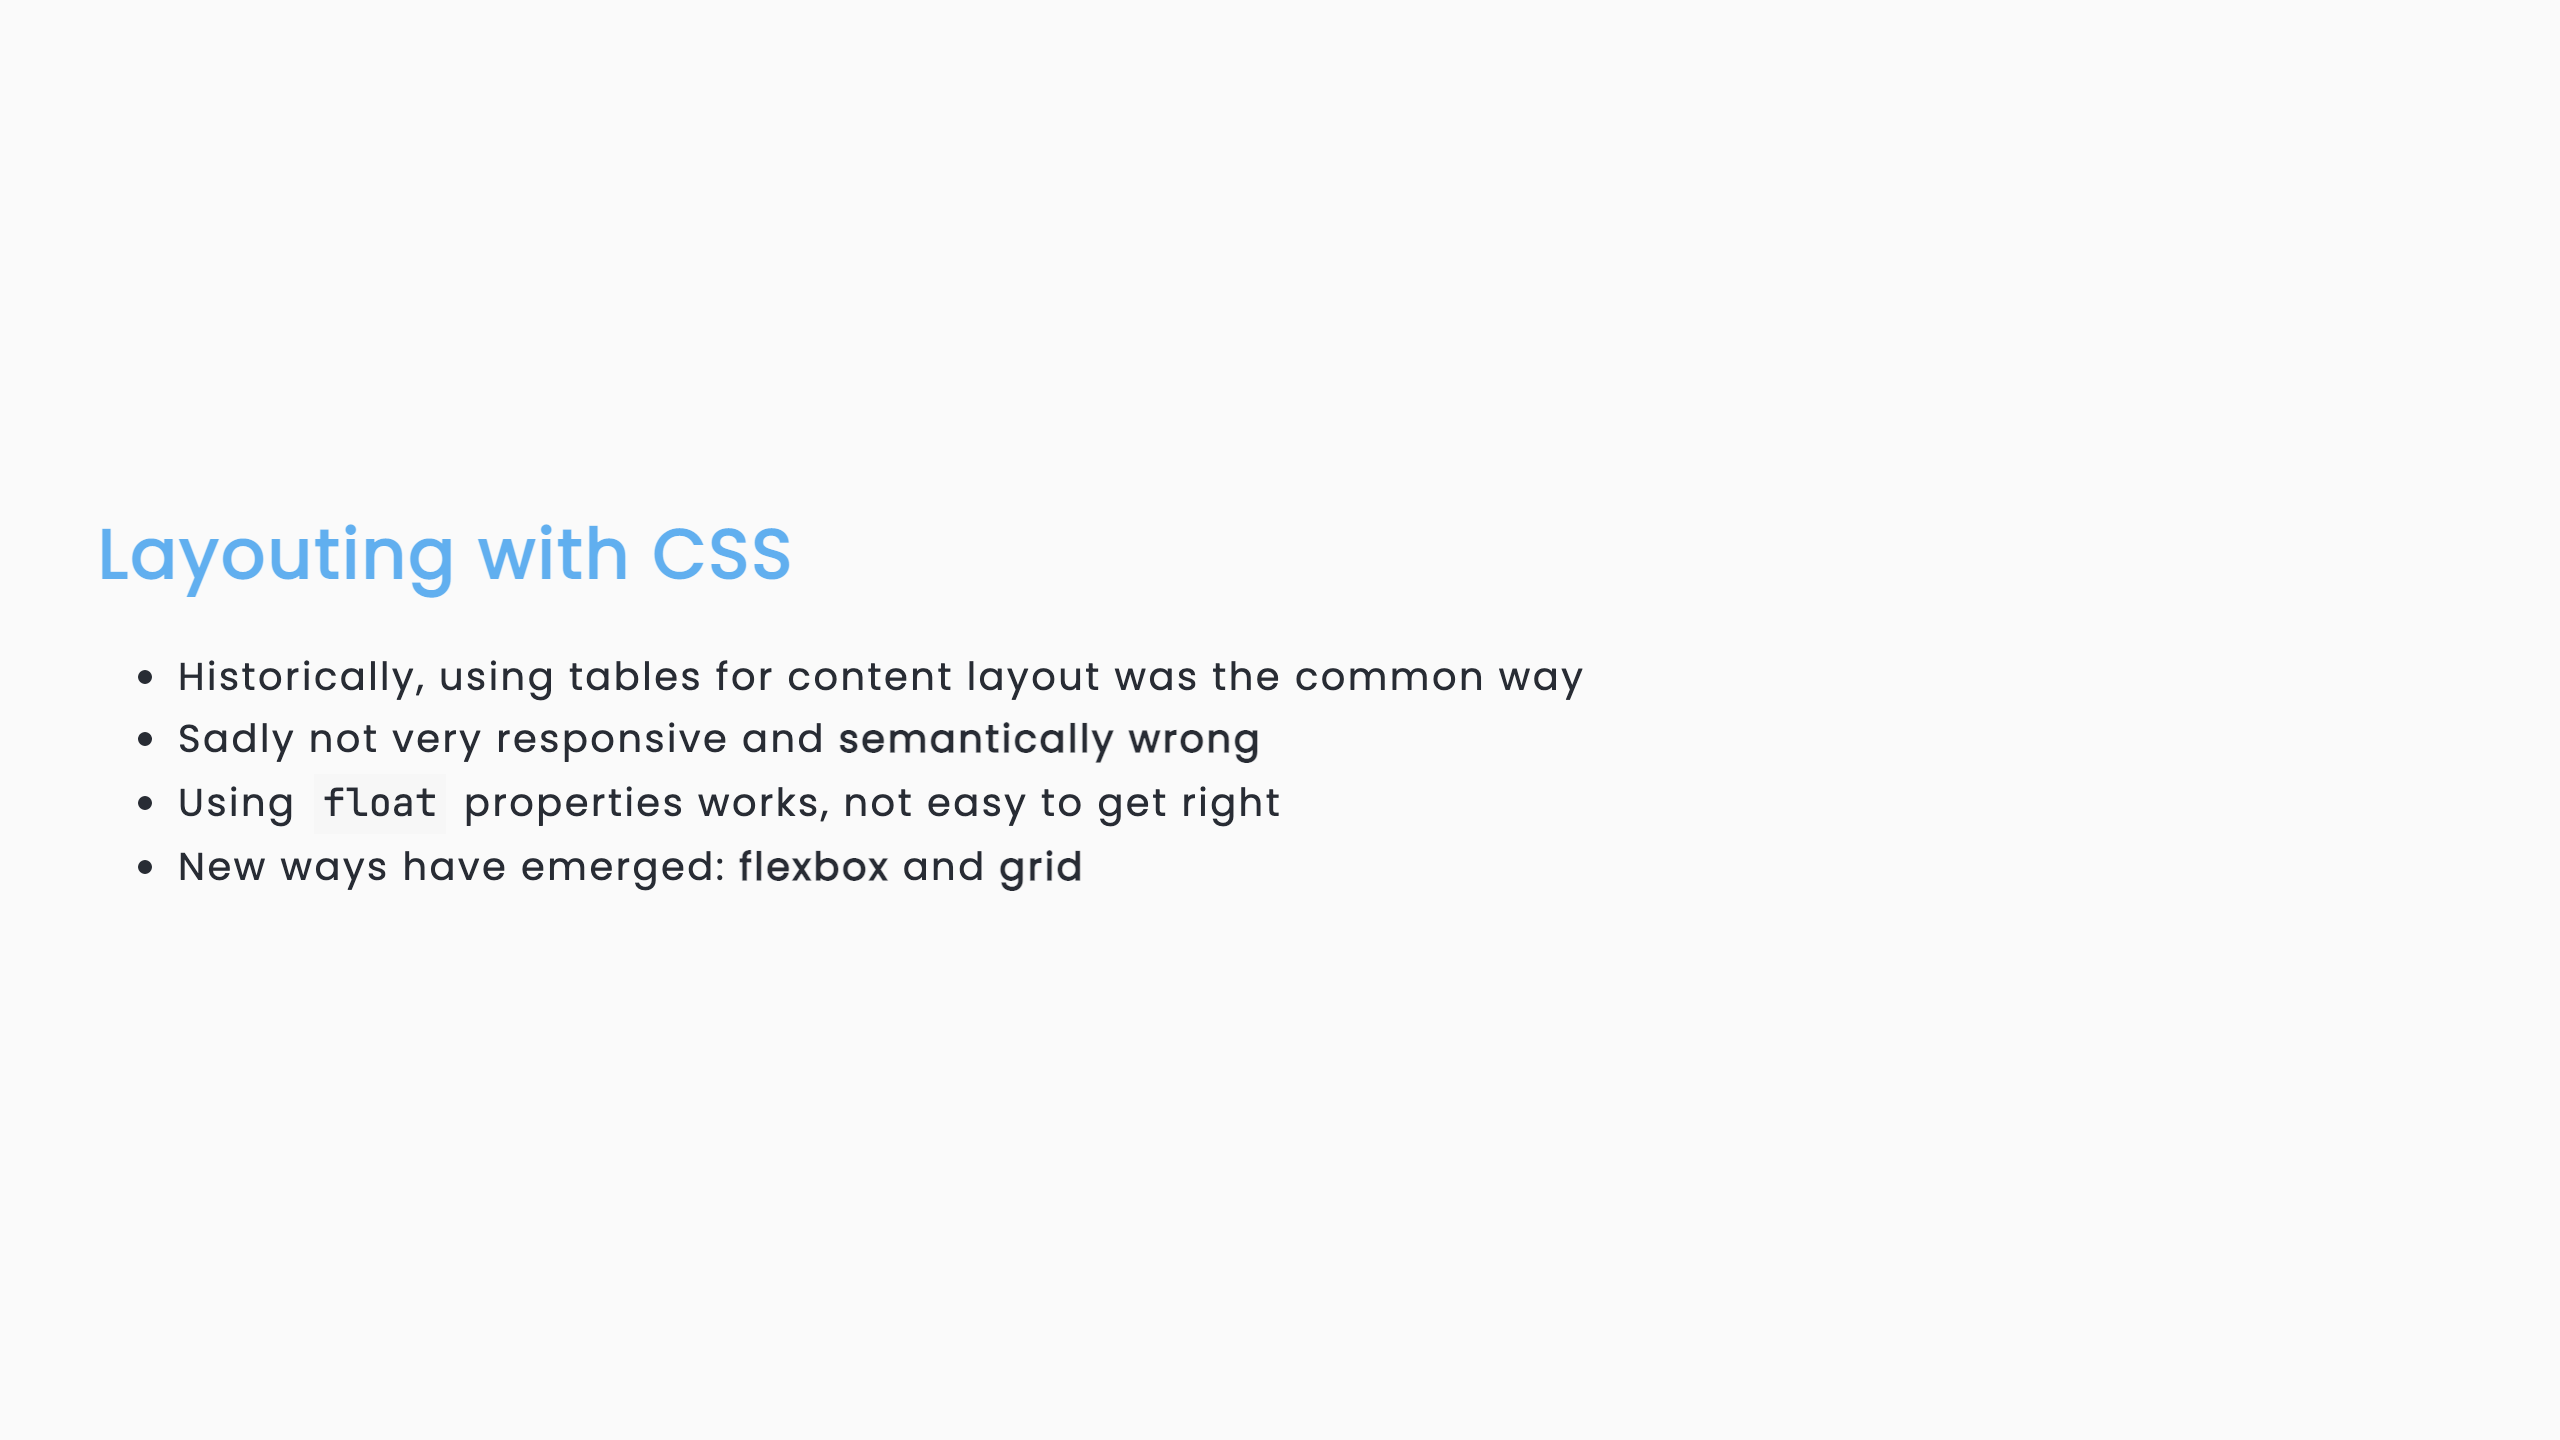 Layouting with CSS
• Historically, using tables for content layout was the common way
• Sadly not very responsive and semantically wrong
• Using float properties works, not easy to get right
• New ways have emerged: flexbox and grid